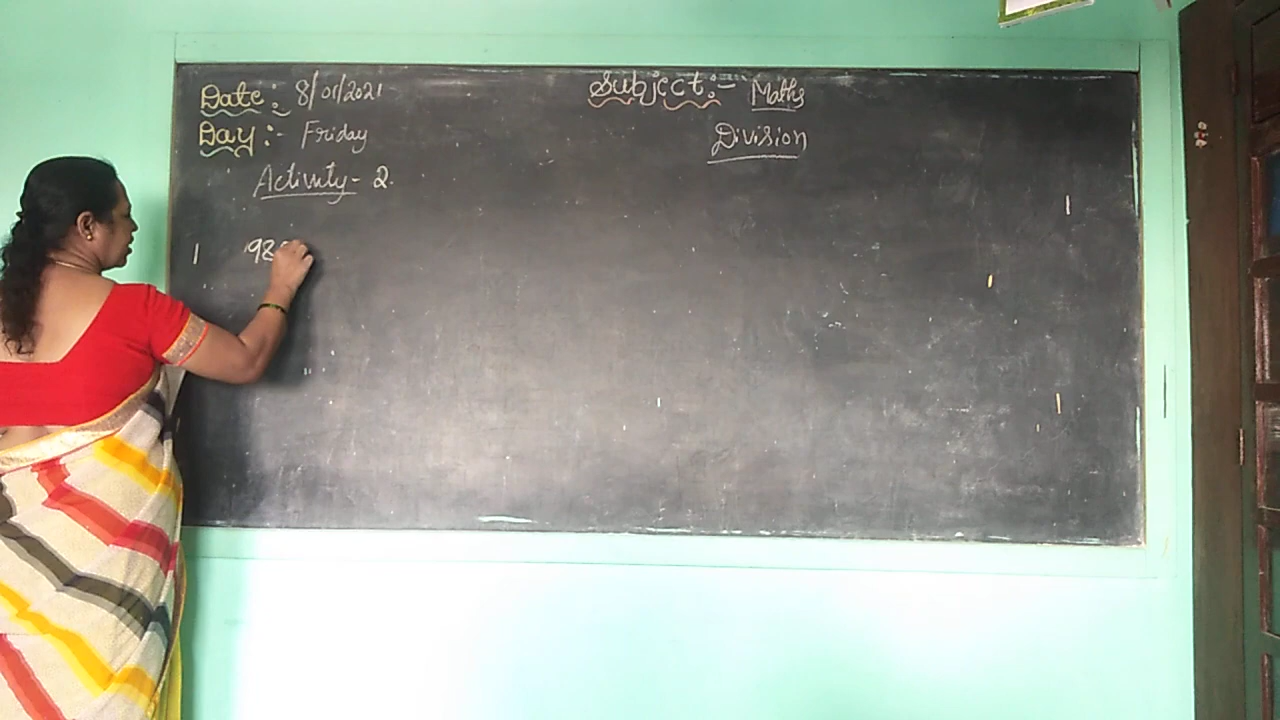 Date: 8/01/2021
Subject:- Maths
Day:- Friday
Division
Activity - 2.
1